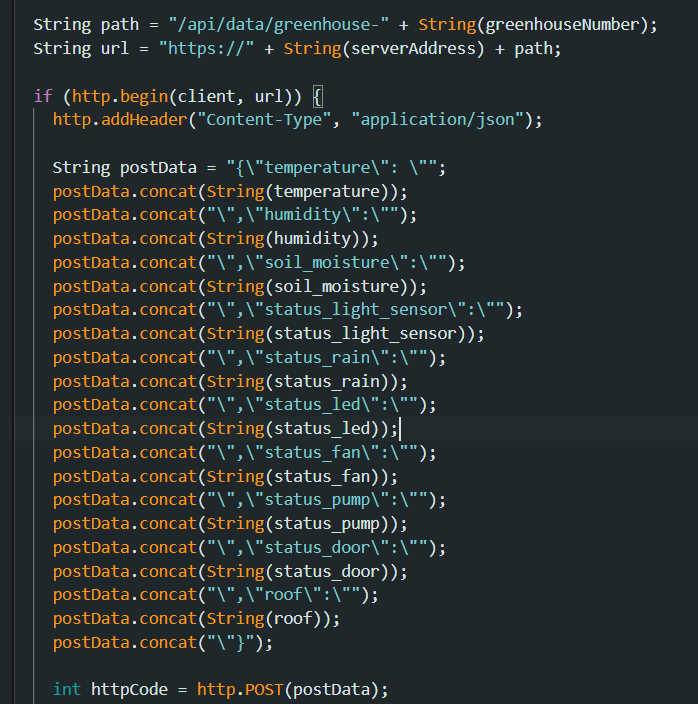 String path = "/api/data/greenhouse-" + String(greenhouseNumber);
String url = "https://" + String(serverAddress) + path;
if (http.begin(client, url)) {
http.addHeader("Content-Type", "application/json");
String postData = "{\"temperature\": \"";
postData.concat(String(temperature));
postData.concat("\",\"humidity\":\"");
postData.concat(String(humidity));
postData.concat("\",\"soil_moisture\":\"");
postData.concat(String(soil_moisture));
postData.concat("\",\"status_light_sensor\":\"");
postData.concat(String(status_light_sensor));
postData.concat("\",\"status_rain\":\"");
postData.concat(String(status_rain));
postData.concat("\",\"status_led\":\"");
postData.concat(String(status_led));
postData.concat("\",\"status_fan\":\"");
postData.concat(String(status_fan));
postData.concat("\",\"status_pump\":\"");
postData.concat(String(status_pump));
postData.concat("\",\"status_door\":\"");
postData.concat(String(status_door));
postData.concat("\",\"roof\":\"");
postData.concat(String(roof));
postData.concat("\"}");
int httpCode = http.POST(postData);